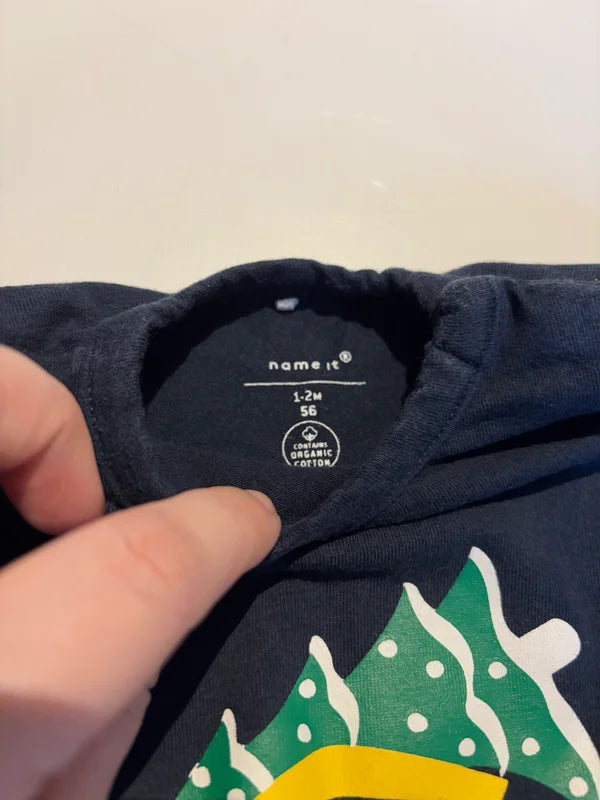 name it®
1-2M
56
CONTAINS
ORGANIC
COTTON